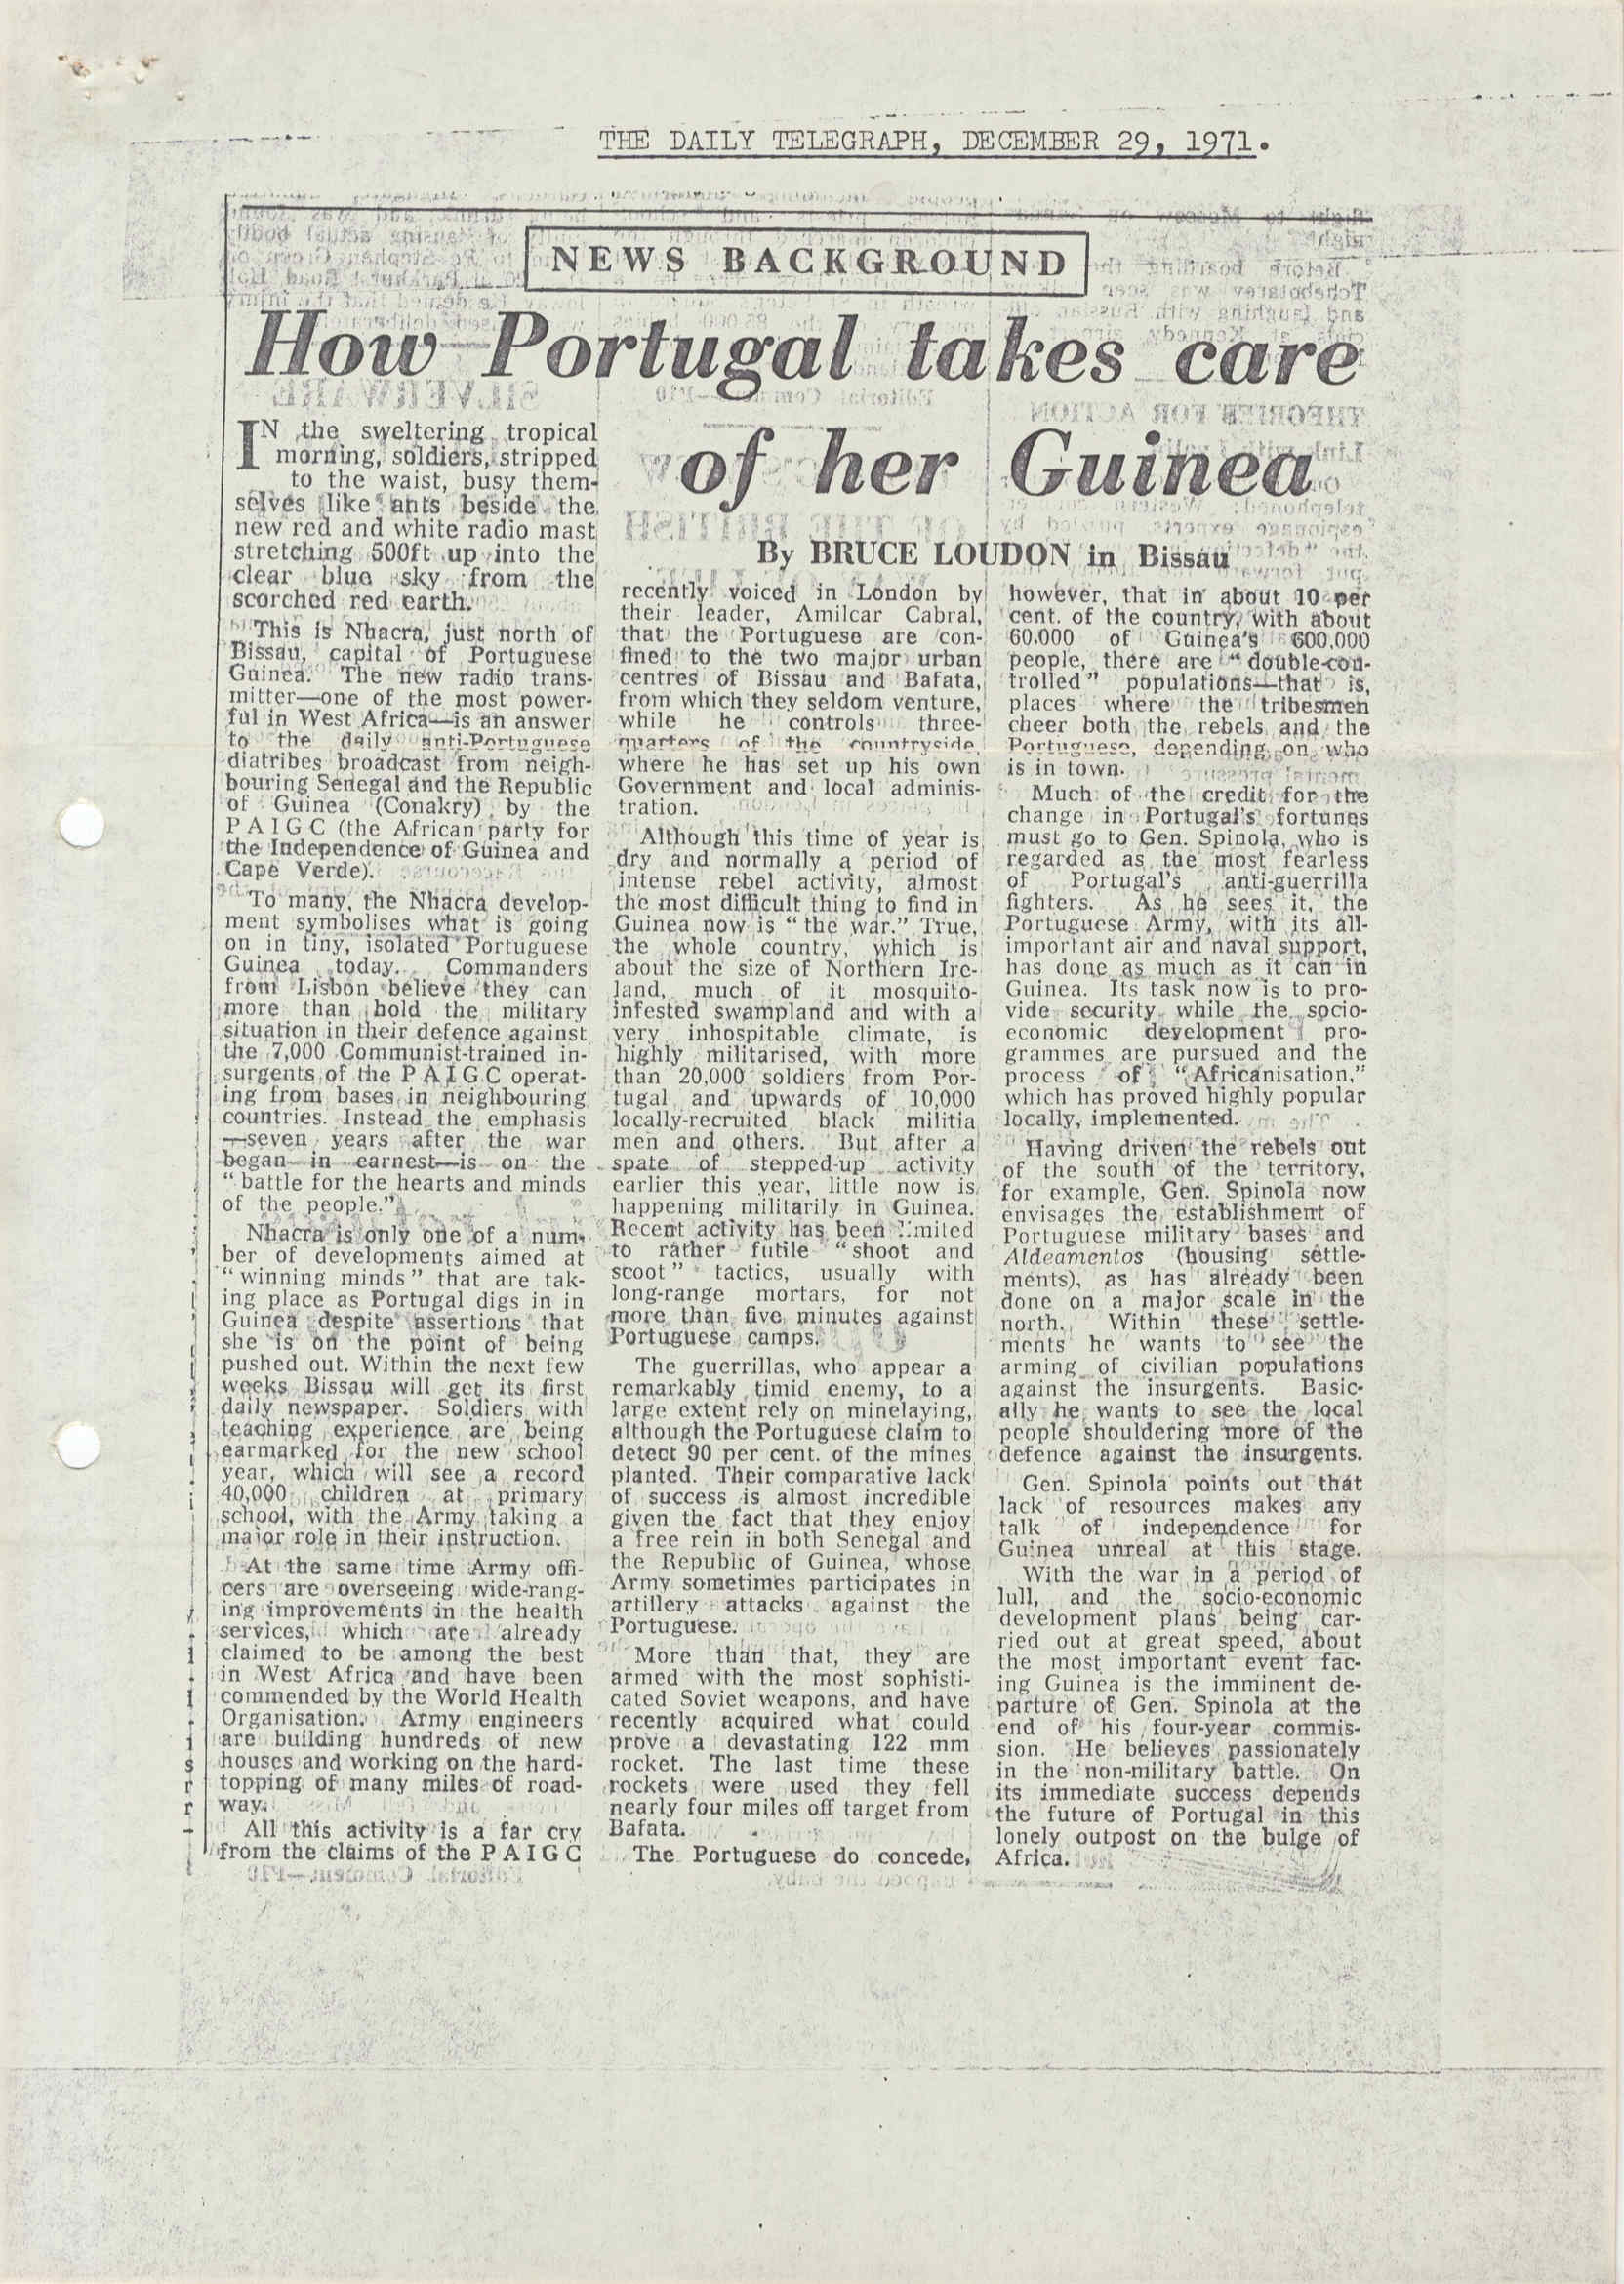 THE DAILY TELEGRAPH, DECEMBER 29, 1971.
NEWS BACKGROUND
How Portugal takes care
of her Guinea
By BRUCE LOUDON in Bissau
IN the sweltering tropical
morning, soldiers, stripped
to the waist, busy them-
selves like ants beside the
new red and white radio mast
stretching 500ft up into the
clear blue sky from the
scorched red earth.
This is Nhacra, just north of
Bissau, capital of Portuguese
Guinea. The new radio trans-
mitter—one of the most power-
ful in West Africa—is an answer
to the daily anti-Portuguese
diatribes broadcast from neigh-
bouring Senegal and the Republic
of Guinea (Conakry) by the
P A I G C (the African party for
the Independence of Guinea and
Cape Verde).
To many, the Nhacra develop-
ment symbolises what is going
on in tiny, isolated Portuguese
Guinea today. Commanders
from Lisbon believe they can
more than hold the military
situation in their defence against
the 7,000 Communist-trained in-
surgents of the P A I G C operat-
ing from bases in neighbouring
countries. Instead the emphasis
—seven years after the war
began in earnest—is on the
“battle for the hearts and minds
of the people.”
Nhacra is only one of a num-
ber of developments aimed at
“winning minds” that are tak-
ing place as Portugal digs in in
Guinea despite assertions that
she is on the point of being
pushed out. Within the next few
weeks Bissau will get its first
daily newspaper. Soldiers with
teaching experience are being
earmarked for the new school
year, which will see a record
40,000 children at primary
school, with the Army taking a
major role in their instruction.
At the same time Army offi-
cers are overseeing wide-rang-
ing improvements in the health
services, which are already
claimed to be among the best
in West Africa and have been
commended by the World Health
Organisation. Army engineers
are building hundreds of new
houses and working on the hard-
topping of many miles of road-
way.
All this activity is a far cry
from the claims of the P A I G C
recently voiced in London by
their leader, Amilcar Cabral,
that the Portuguese are con-
fined to the two major urban
centres of Bissau and Bafata,
from which they seldom venture,
while he controls three-
quarters of the countryside,
where he has set up his own
Government and local adminis-
tration.
Although this time of year is
dry and normally a period of
intense rebel activity, almost
the most difficult thing to find in
Guinea now is “the war.” True,
the whole country, which is
about the size of Northern Ire-
land, much of it mosquito-
infested swampland and with a
very inhospitable climate, is
highly militarised, with more
than 20,000 soldiers from Por-
tugal and upwards of 10,000
locally-recruited black militia
men and others. But after a
spate of stepped-up activity
earlier this year, little now is
happening militarily in Guinea.
Recent activity has been limited
to rather futile “shoot and
scoot” tactics, usually with
long-range mortars, for not
more than five minutes against
Portuguese camps.
The guerrillas, who appear a
remarkably timid enemy, to a
large extent rely on minelaying,
although the Portuguese claim to
detect 90 per cent. of the mines
planted. Their comparative lack
of success is almost incredible
given the fact that they enjoy
a free rein in both Senegal and
the Republic of Guinea, whose
Army sometimes participates in
artillery attacks against the
Portuguese.
More than that, they are
armed with the most sophisti-
cated Soviet weapons, and have
recently acquired what could
prove a devastating 122 mm
rocket. The last time these
rockets were used they fell
nearly four miles off target from
Bafata.
The Portuguese do concede,
however, that in about 10 per
cent. of the country, with about
60,000 of Guinea's 600,000
people, there are “double-con-
trolled” populations—that is,
places where the tribesmen
cheer both the rebels and the
Portuguese, depending on who
is in town.
Much of the credit for the
change in Portugal's fortunes
must go to Gen. Spinola, who is
regarded as the most fearless
of Portugal's anti-guerrilla
fighters. As he sees it, the
Portuguese Army, with its all-
important air and naval support,
has done as much as it can in
Guinea. Its task now is to pro-
vide security while the socio-
economic development pro-
grammes are pursued and the
process of “Africanisation,”
which has proved highly popular
locally, implemented.
Having driven the rebels out
of the south of the territory,
for example, Gen. Spinola now
envisages the establishment of
Portuguese military bases and
Aldeamentos (housing settle-
ments), as has already been
done on a major scale in the
north. Within these settle-
ments he wants to see the
arming of civilian populations
against the insurgents. Basic-
ally he wants to see the local
people shouldering more of the
defence against the insurgents.
Gen. Spinola points out that
lack of resources makes any
talk of independence for
Guinea unreal at this stage.
With the war in a period of
lull, and the socio-economic
development plans being car-
ried out at great speed, about
the most important event fac-
ing Guinea is the imminent de-
parture of Gen. Spinola at the
end of his four-year commis-
sion. He believes passionately
in the non-military battle. On
its immediate success depends
the future of Portugal in this
lonely outpost on the bulge of
Africa.